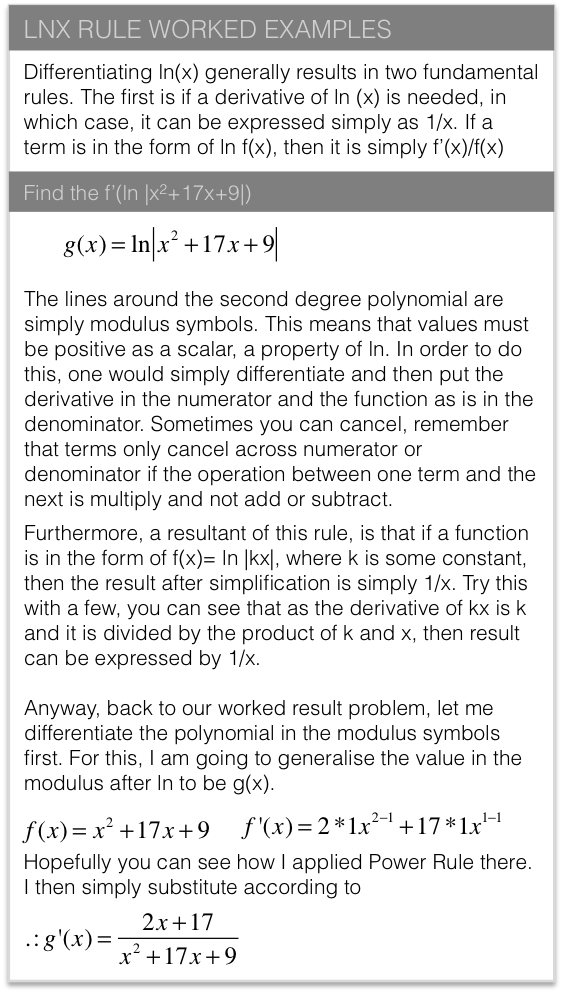 LNX RULE WORKED EXAMPLES
Differentiating ln(x) generally results in two fundamental
rules. The first is if a derivative of ln (x) is needed, in
which case, it can be expressed simply as 1/x. If a
term is in the form of ln f(x), then it is simply f'(x)/f(x)
Find the f'(ln |x²+17x+9|)
g(x) = ln|x² +17x+9|
The lines around the second degree polynomial are
simply modulus symbols. This means that values must
be positive as a scalar, a property of ln. In order to do
this, one would simply differentiate and then put the
derivative in the numerator and the function as is in the
denominator. Sometimes you can cancel, remember
that terms only cancel across numerator or
denominator if the operation between one term and the
next is multiply and not add or subtract.
Furthermore, a resultant of this rule, is that if a function
is in the form of f(x)= ln |kx|, where k is some constant,
then the result after simplification is simply 1/x. Try this
with a few, you can see that as the derivative of kx is k
and it is divided by the product of k and x, then result
can be expressed by 1/x.
Anyway, back to our worked result problem, let me
differentiate the polynomial in the modulus symbols
first. For this, I am going to generalise the value in the
modulus after ln to be g(x).
f(x) = x² +17x+9 f'(x) = 2*1x²⁻¹ +17*1x¹⁻¹
Hopefully you can see how I applied Power Rule there.
I then simply substitute according to
∴g'(x) = (2x+17)/(x² +17x+9)